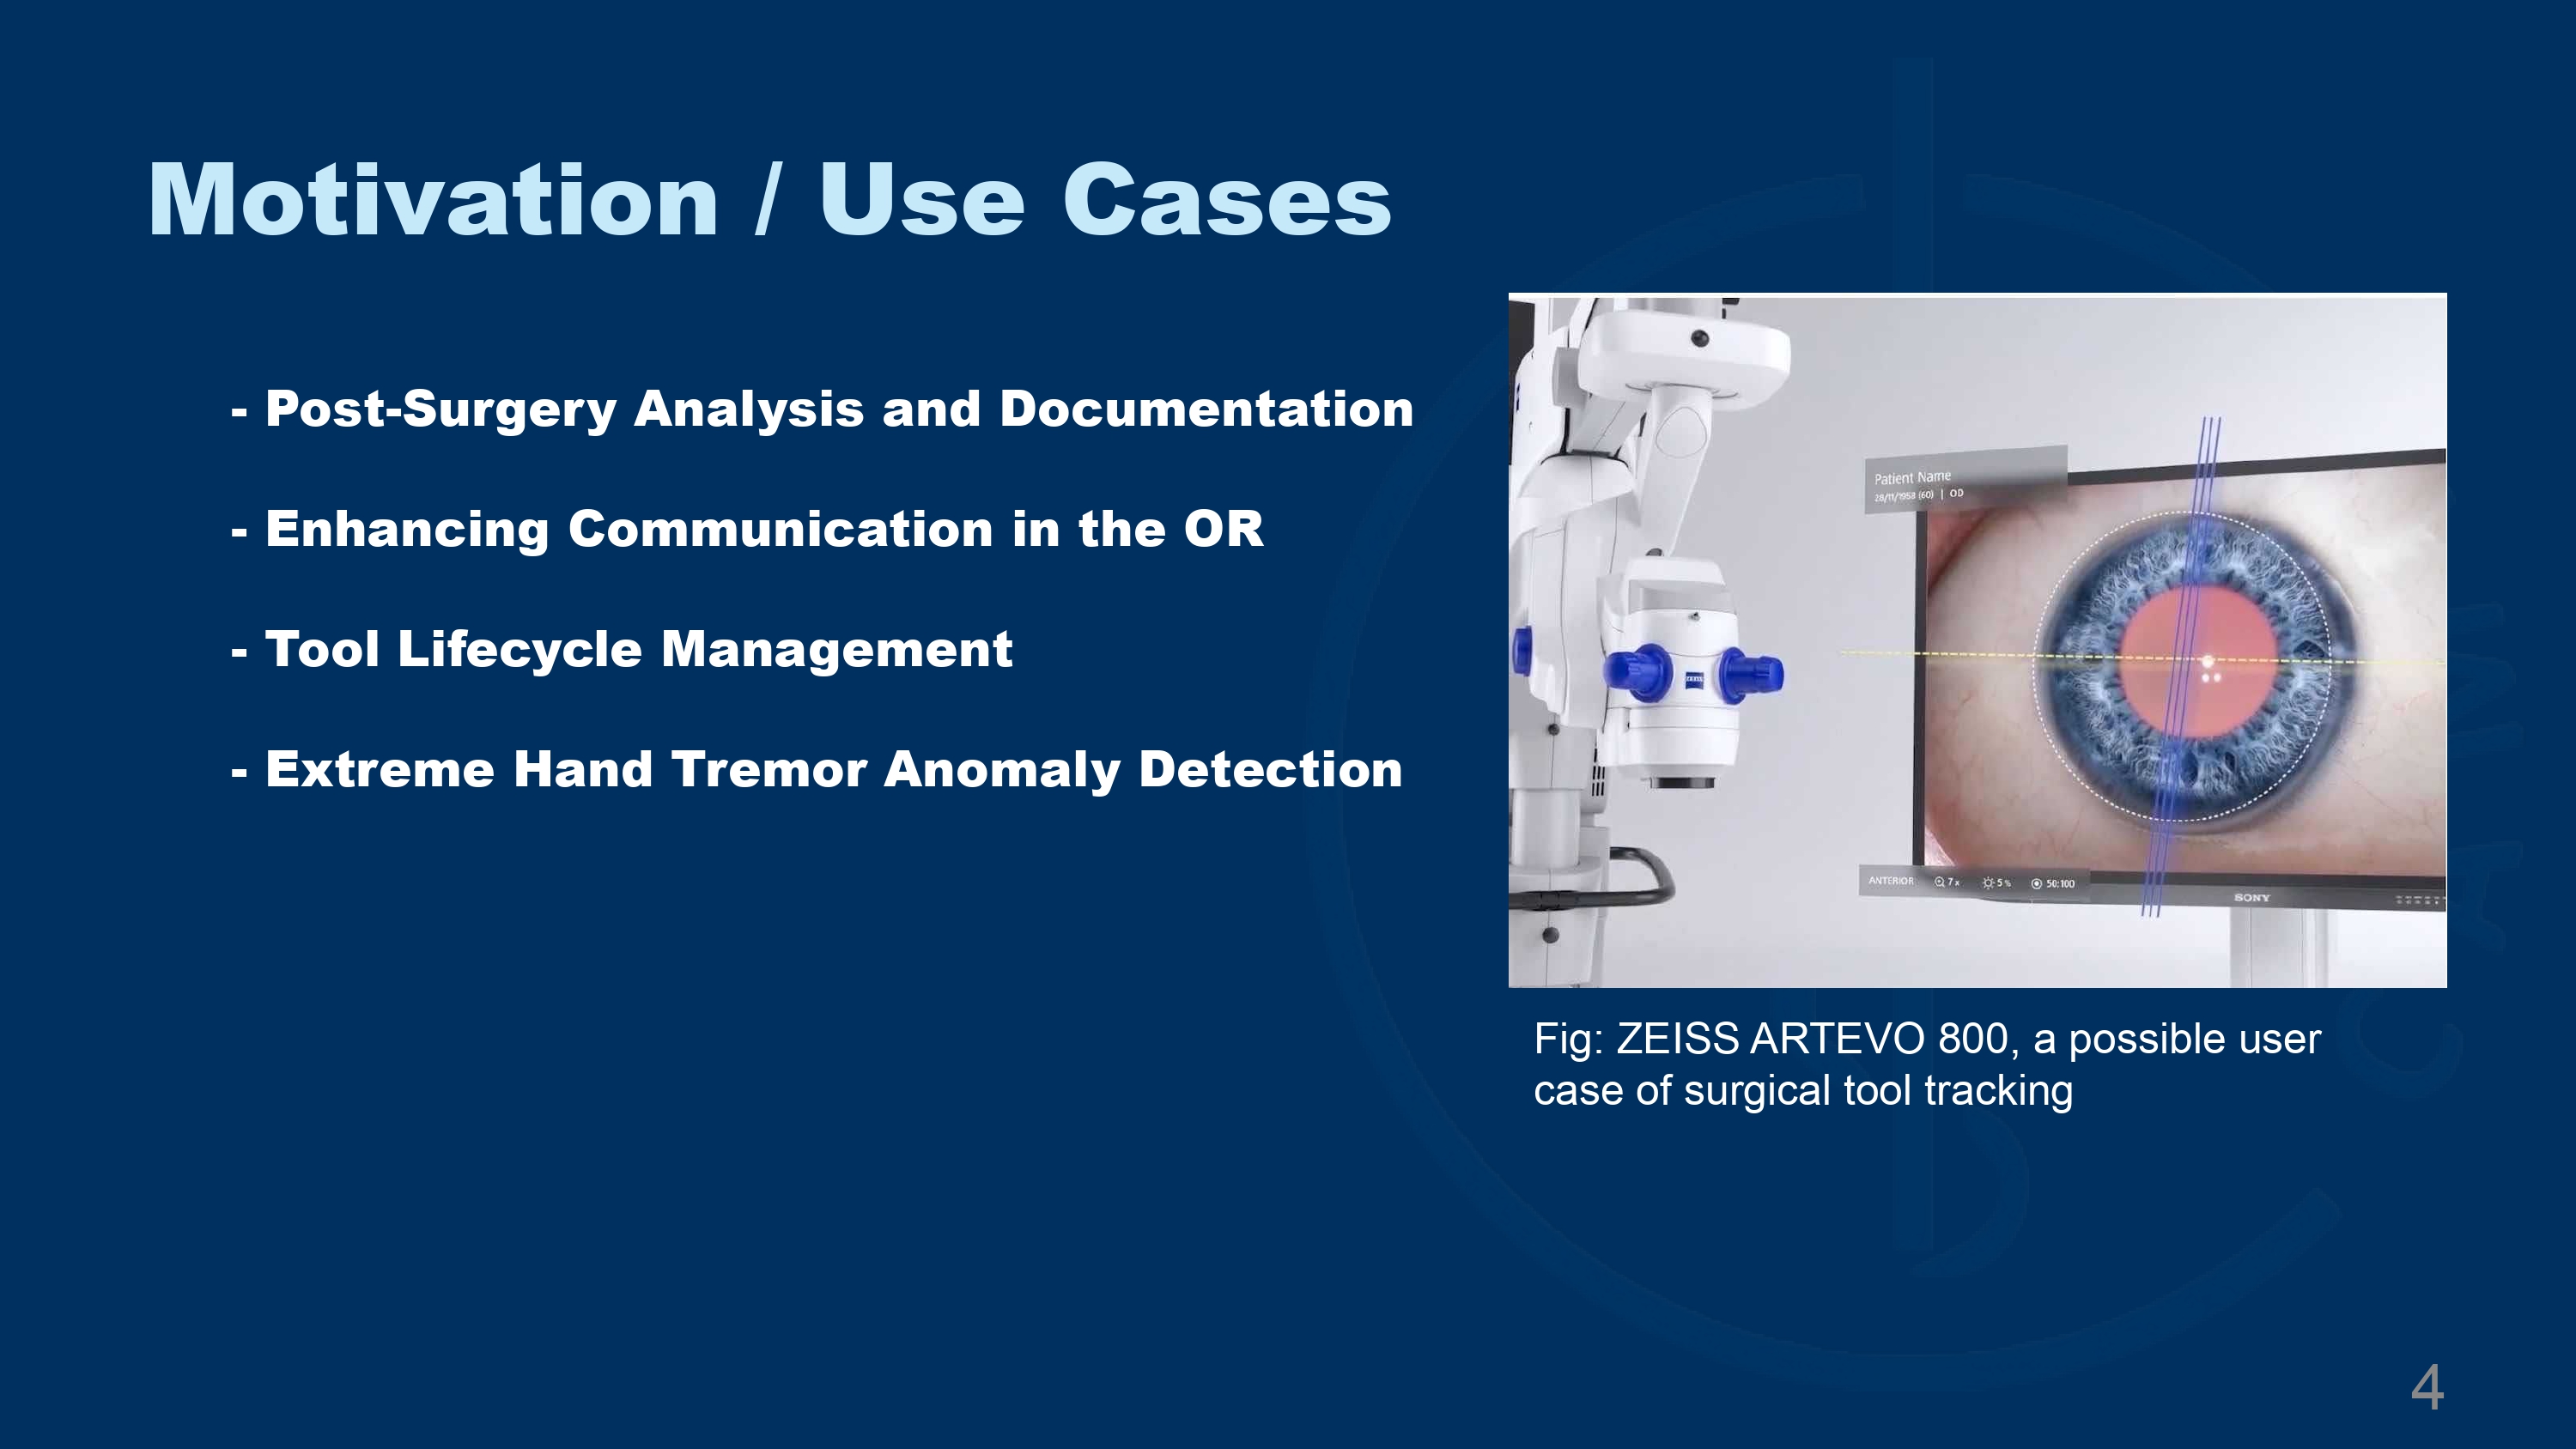 Motivation / Use Cases
- Post-Surgery Analysis and Documentation
- Enhancing Communication in the OR
- Tool Lifecycle Management
- Extreme Hand Tremor Anomaly Detection
Patient Name
28/11/1958 (60) | OD
ZEISS
ANTERIOR 7x 5% 50:100
SONY
Fig: ZEISS ARTEVO 800, a possible user
case of surgical tool tracking
4